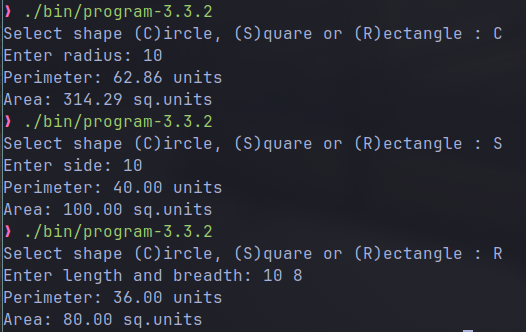 ❯ ./bin/program-3.3.2
Select shape (C)ircle, (S)quare or (R)ectangle : C
Enter radius: 10
Perimeter: 62.86 units
Area: 314.29 sq.units
❯ ./bin/program-3.3.2
Select shape (C)ircle, (S)quare or (R)ectangle : S
Enter side: 10
Perimeter: 40.00 units
Area: 100.00 sq.units
❯ ./bin/program-3.3.2
Select shape (C)ircle, (S)quare or (R)ectangle : R
Enter length and breadth: 10 8
Perimeter: 36.00 units
Area: 80.00 sq.units